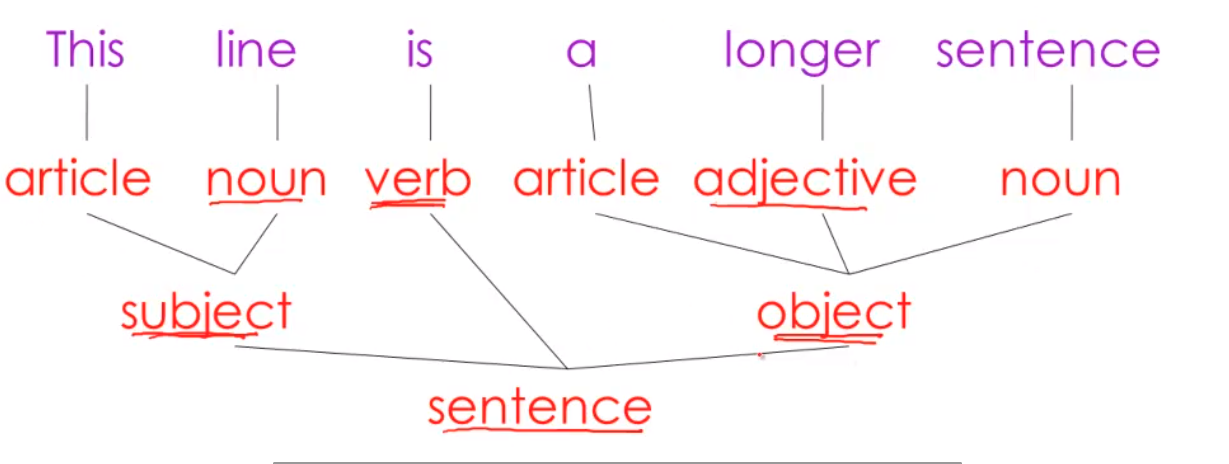 This line is a longer sentence
article noun verb article adjective noun
subject object
sentence